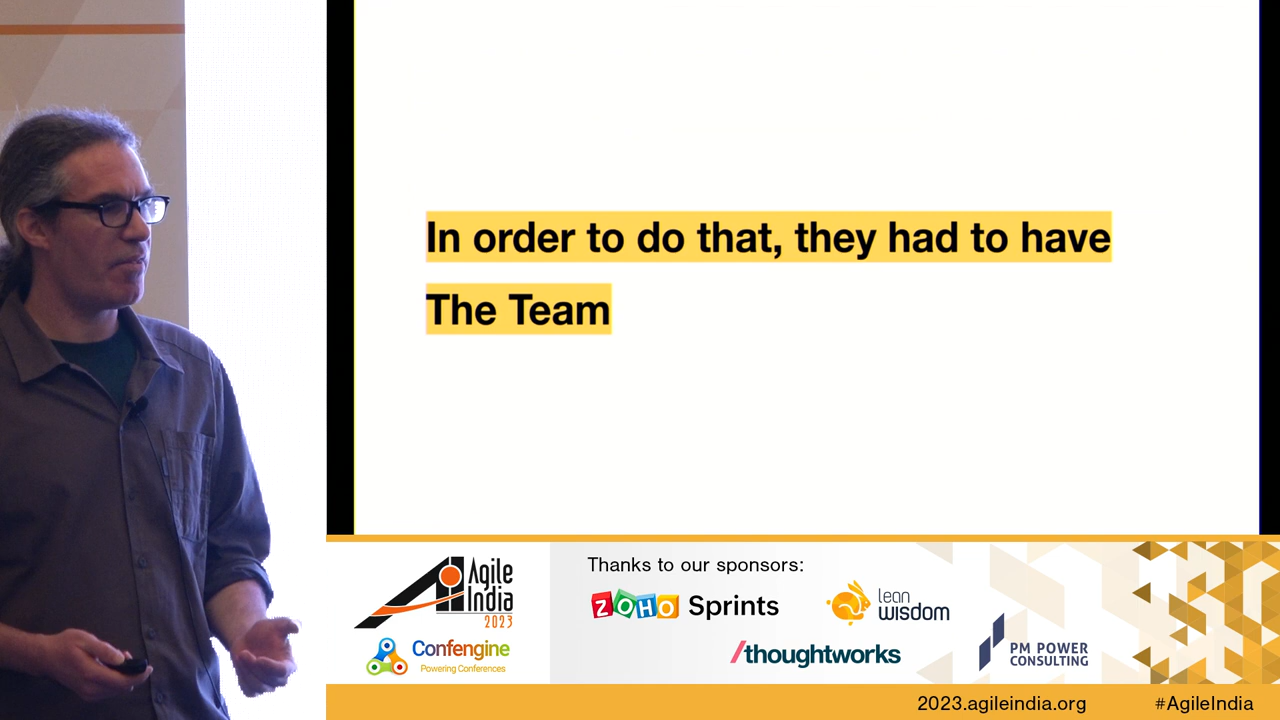 In order to do that, they had to have
The Team
Agile
India
2023
Confengine
Powering Conferences
Thanks to our sponsors:
ZOHO Sprints
lean
wisdom
/thoughtworks
PM POWER
CONSULTING
2023.agileindia.org #AgileIndia